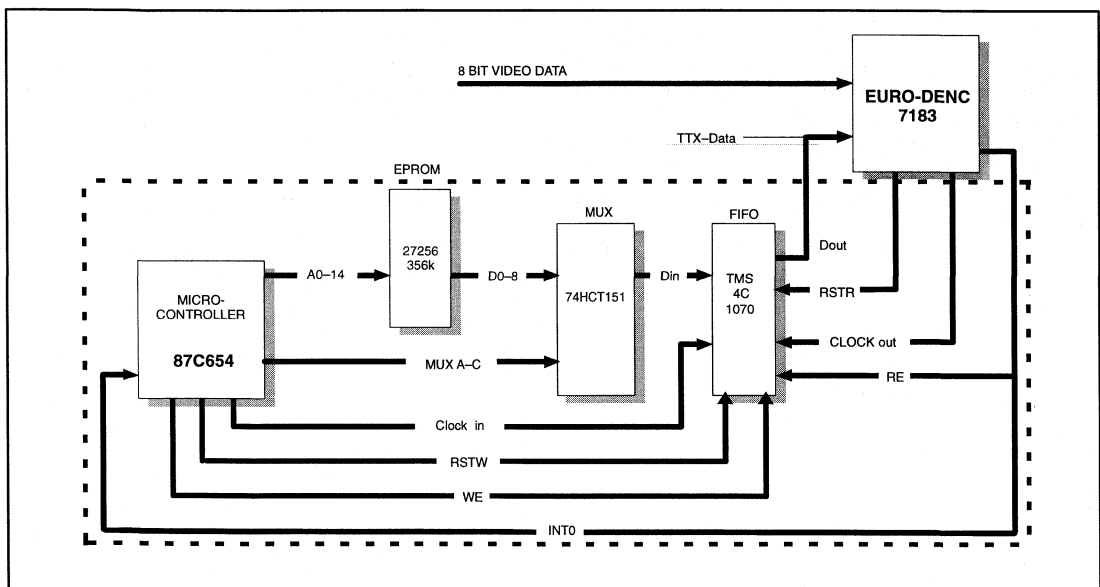 8 BIT VIDEO DATA
EURO-DENC
7183
TTX–Data
EPROM
MUX
FIFO
27256
356k
74HCT151
TMS
4C
1070
Dout
A0–14
D0–8
Din
RSTR
MICRO-
CONTROLLER
87C654
CLOCK out
MUX A–C
RE
Clock in
RSTW
WE
INT0